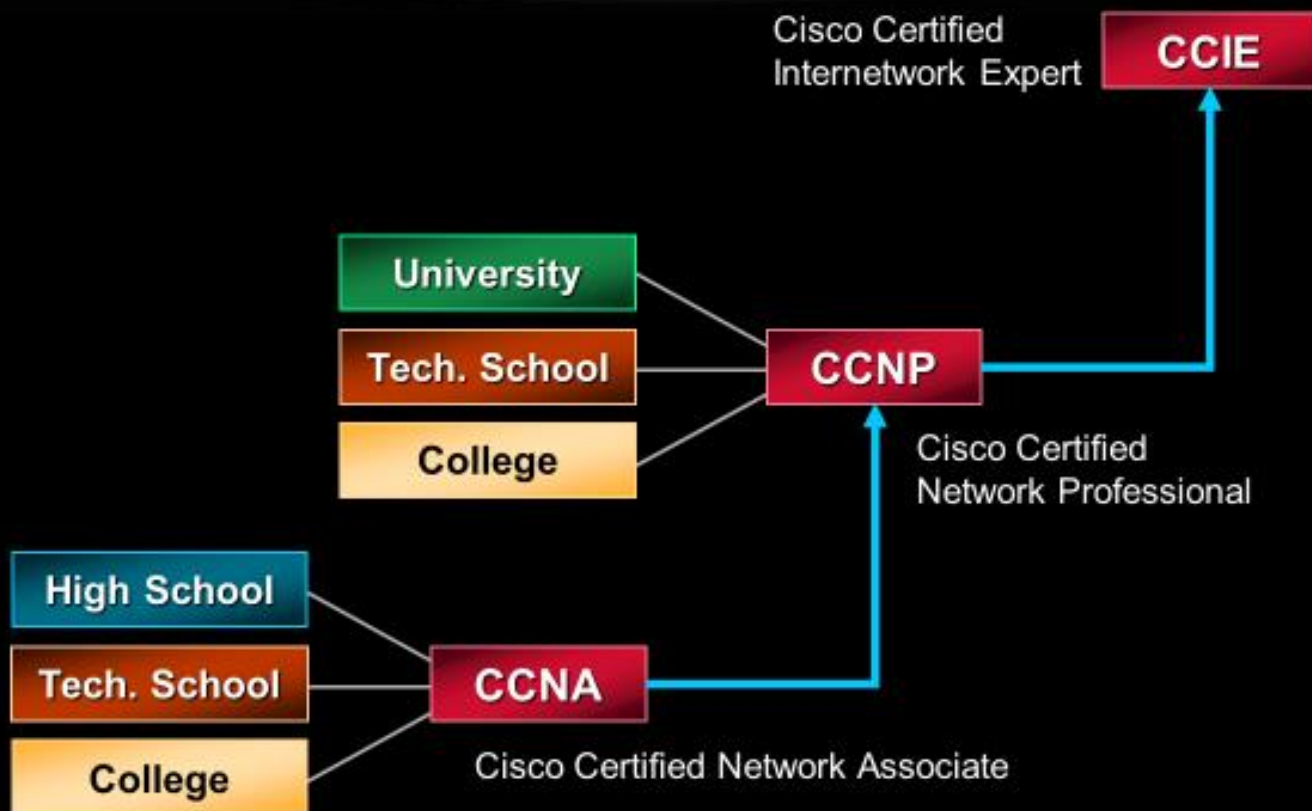 Cisco Certified
Internetwork Expert
CCIE
University
Tech. School
College
CCNP
Cisco Certified
Network Professional
High School
Tech. School
College
CCNA
Cisco Certified Network Associate